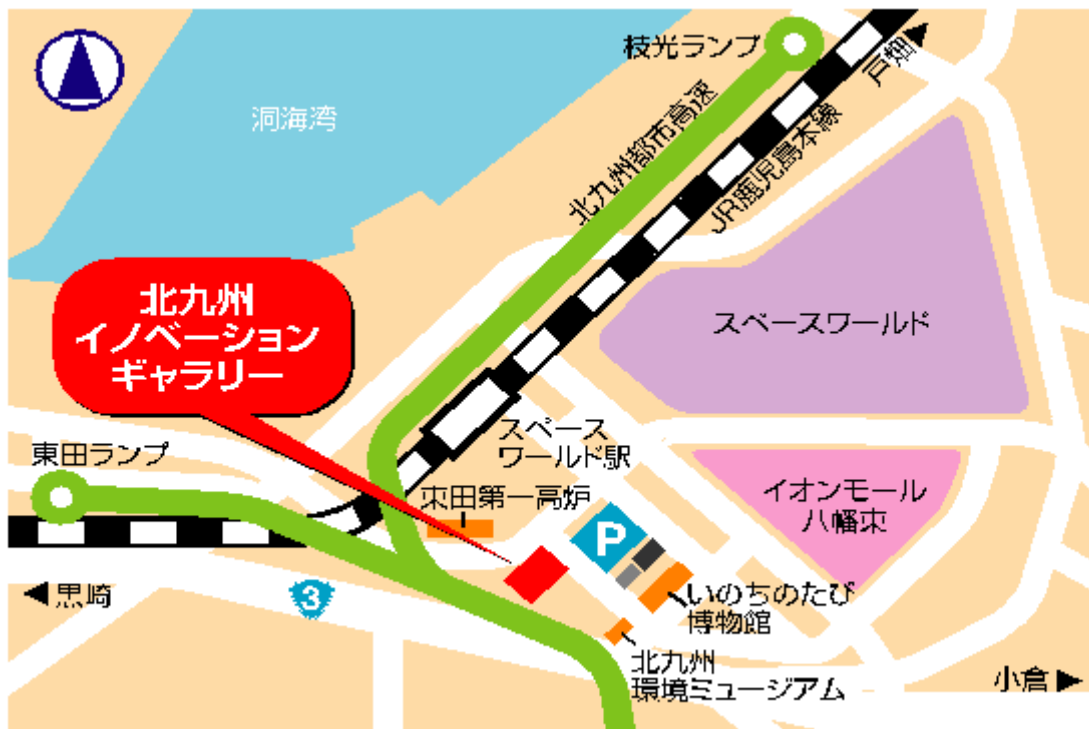 枝光ランプ
戸畑
洞海湾
北九州都市高速
JR鹿児島本線
北九州
イノベーション
ギャラリー
スペースワールド
スペース
ワールド駅
東田ランプ
東田第一高炉
イオンモール
八幡東
P
黒崎
3
いのちのたび
博物館
北九州
環境ミュージアム
小倉